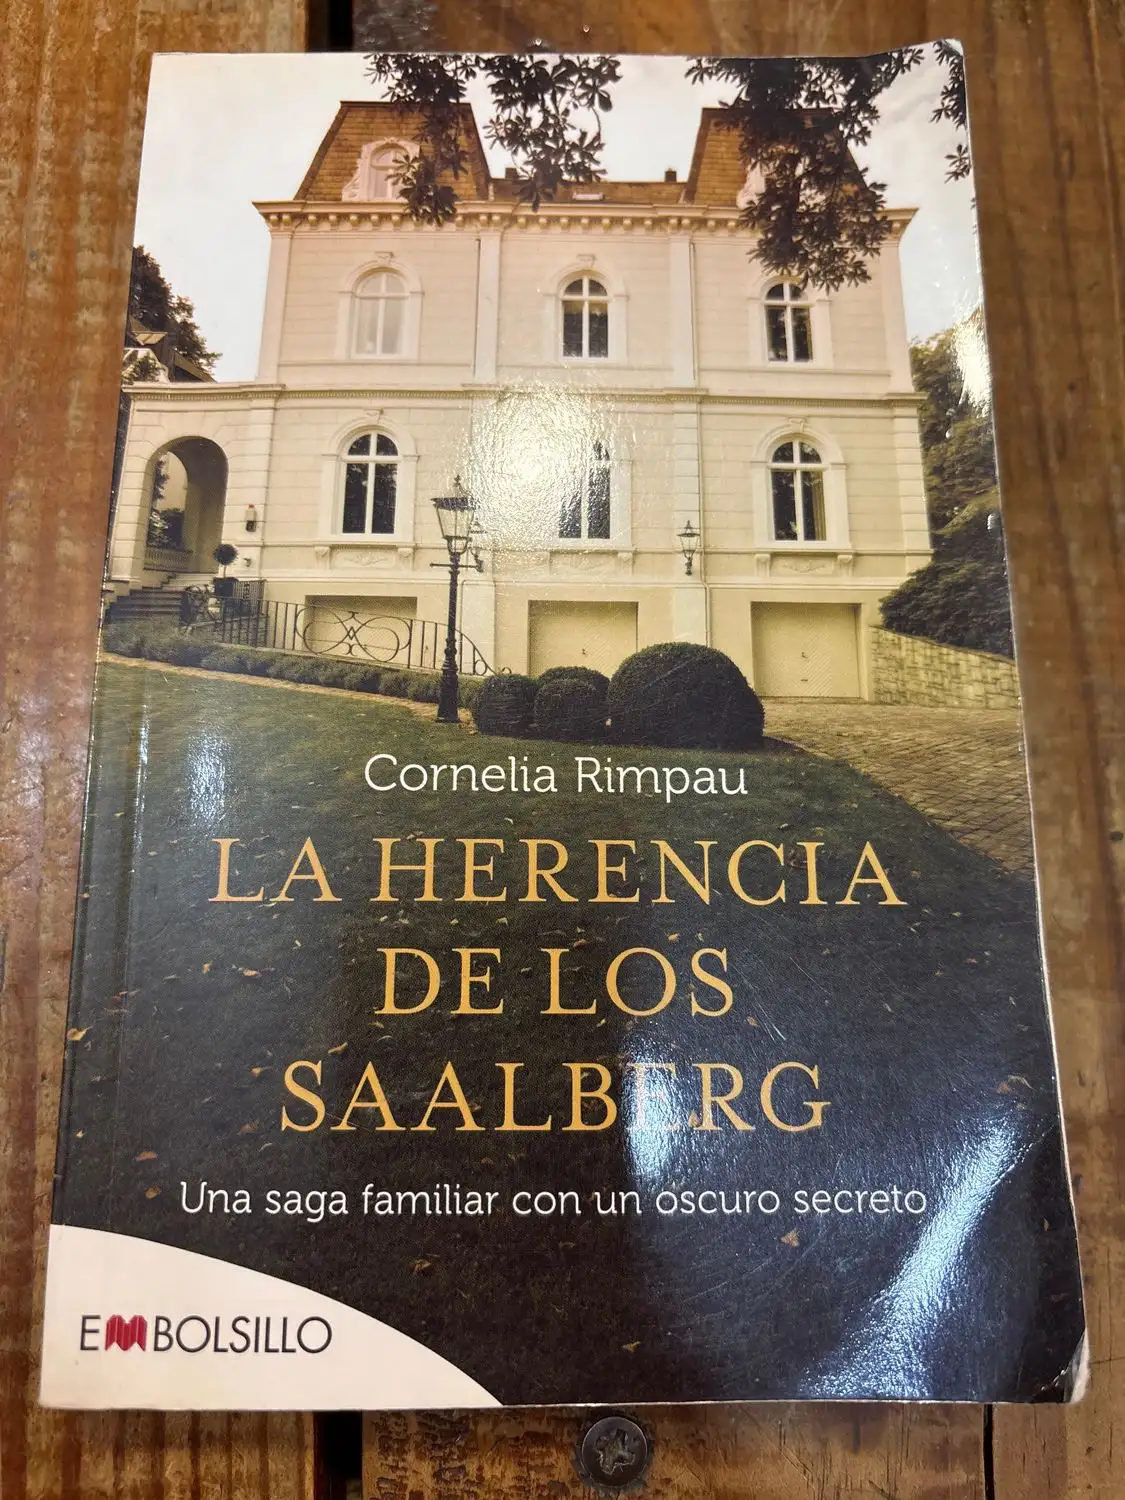 Cornelia Rimpau
LA HERENCIA
DE LOS
SAALBERG
Una saga familiar con un oscuro secreto
EMBOLSILLO